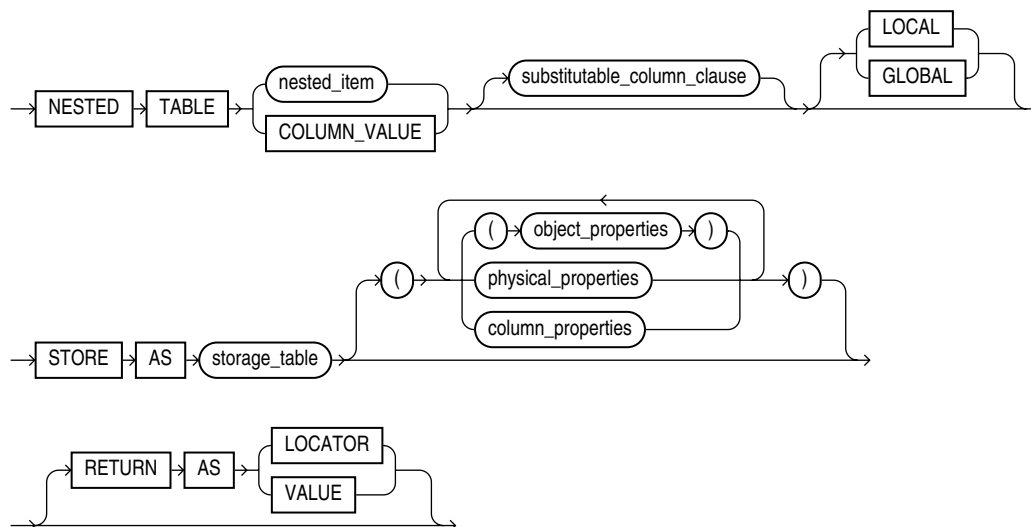 LOCAL
nested_item substitutable_column_clause
NESTED TABLE GLOBAL
COLUMN_VALUE
( object_properties )
( physical_properties )
column_properties
STORE AS storage_table
LOCATOR
RETURN AS
VALUE